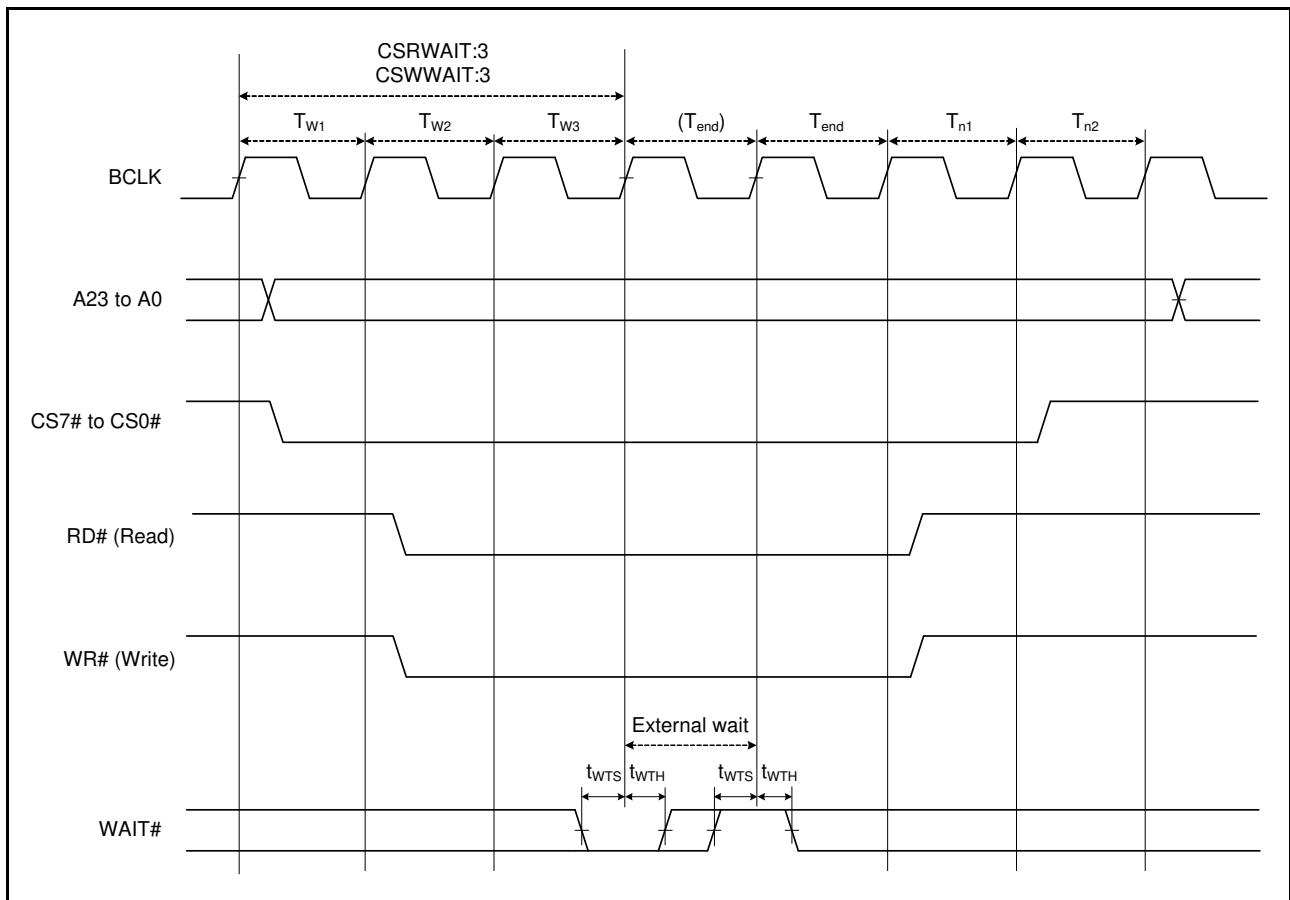 CSRWAIT:3
CSWWAIT:3
TW1 TW2 TW3 (Tend) Tend Tn1 Tn2
BCLK
A23 to A0
CS7# to CS0#
RD# (Read)
WR# (Write)
External wait
tWTS tWTH tWTS tWTH
WAIT#